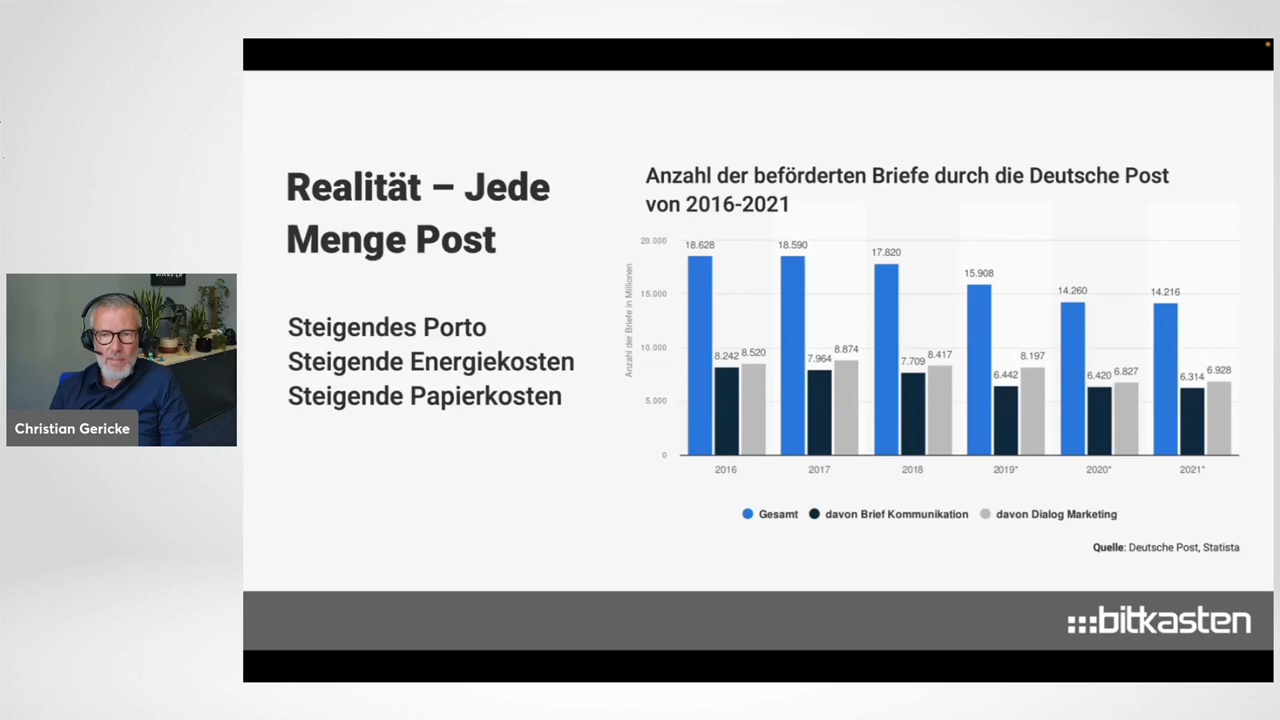 Realität – Jede
Menge Post
Steigendes Porto
Steigende Energiekosten
Steigende Papierkosten
Christian Gericke
Anzahl der beförderten Briefe durch die Deutsche Post
von 2016-2021
Anzahl der Briefe in Millionen
20.000
15.000
10.000
5.000
0
18.628
8.242
8.520
18.590
7.964
8.874
17.820
7.709
8.417
15.908
6.442
8.197
14.260
6.420
6.827
14.216
6.314
6.928
2016
2017
2018
2019*
2020*
2021*
Gesamt
davon Brief Kommunikation
davon Dialog Marketing
Quelle: Deutsche Post, Statista
bitkasten